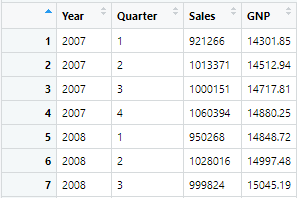 Year Quarter Sales GNP
1 2007 1 921266 14301.85
2 2007 2 1013371 14512.94
3 2007 3 1000151 14717.81
4 2007 4 1060394 14880.25
5 2008 1 950268 14848.72
6 2008 2 1028016 14997.48
7 2008 3 999824 15045.19